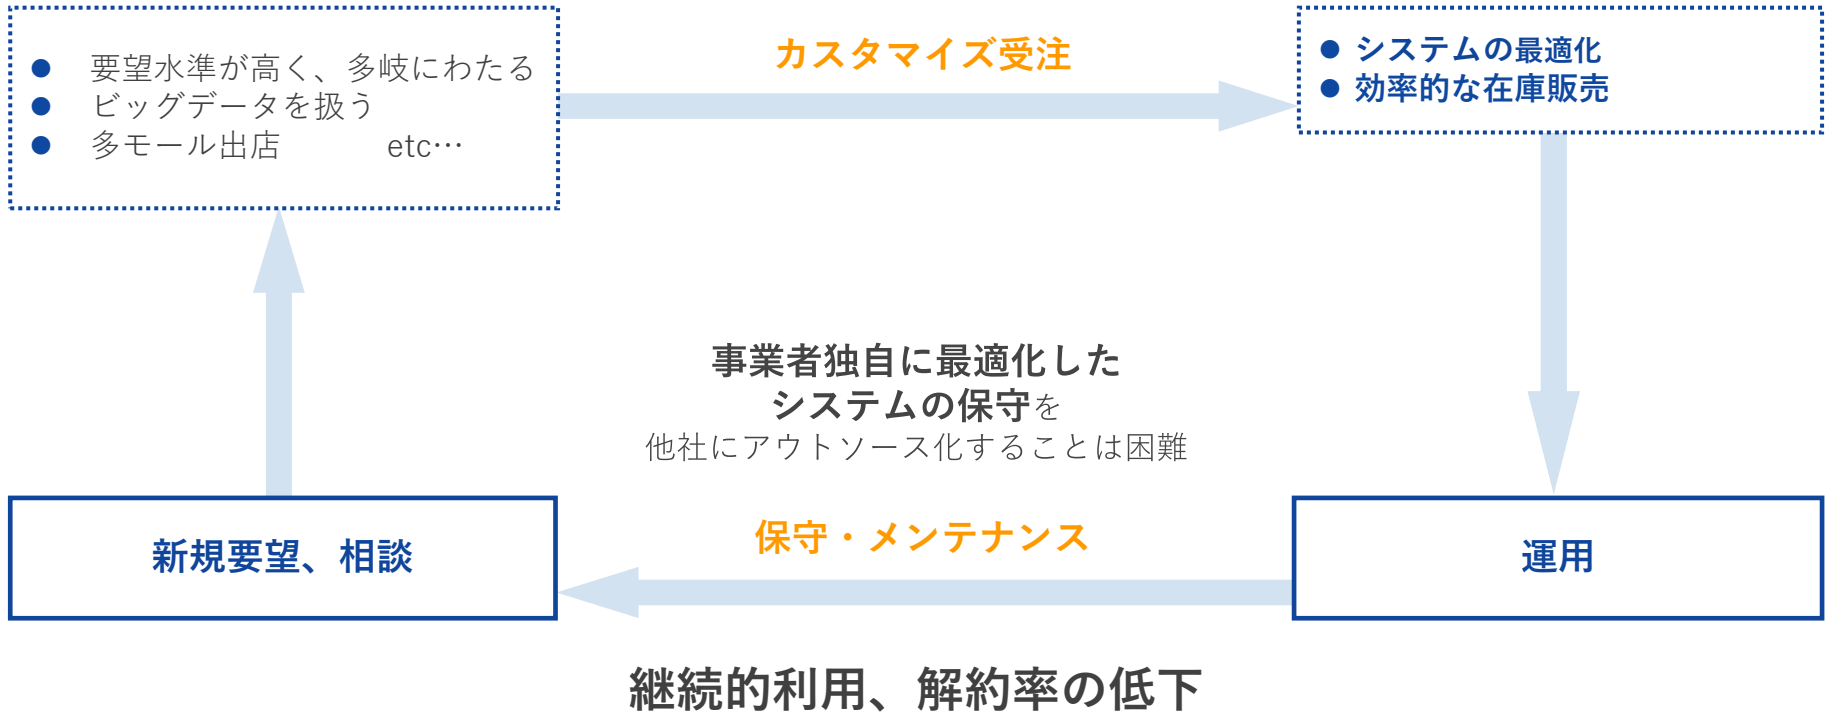 ● 要望水準が高く、多岐にわたる
● ビッグデータを扱う
● 多モール出店 etc…
カスタマイズ受注
● システムの最適化
● 効率的な在庫販売
事業者独自に最適化した
システムの保守を
他社にアウトソース化することは困難
新規要望、相談
保守・メンテナンス
運用
継続的利用、解約率の低下